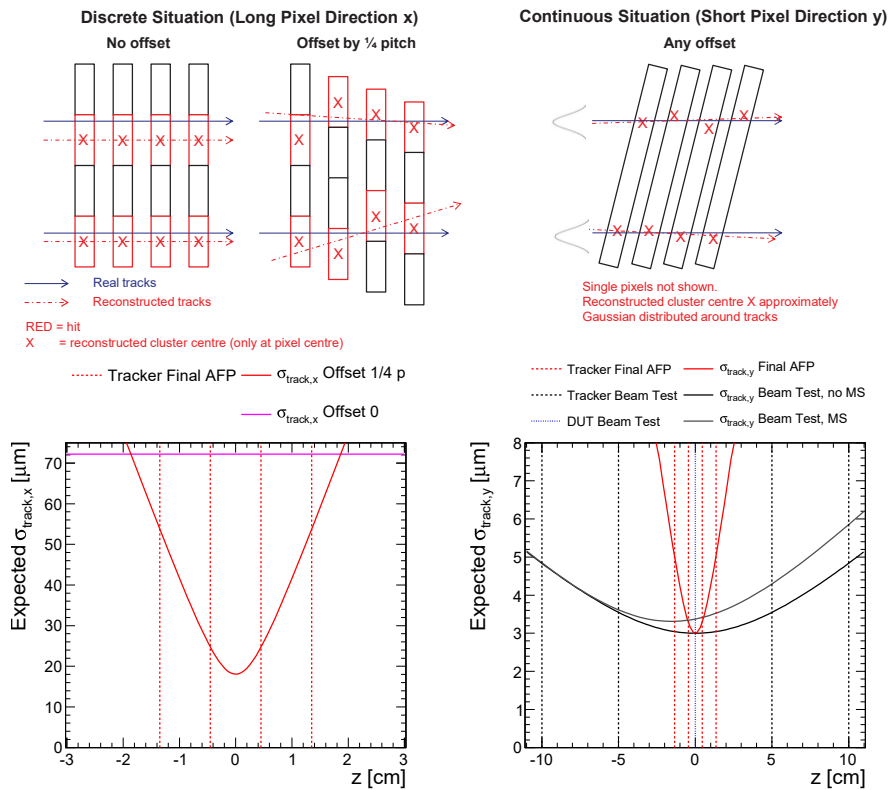 Discrete Situation (Long Pixel Direction x)
No offset
Offset by ¼ pitch
X X X X
X X X X
X X X X
X X X X
Real tracks
Reconstructed tracks
RED = hit
X = reconstructed cluster centre (only at pixel centre)
Continuous Situation (Short Pixel Direction y)
Any offset
X X X X
X X X X
Single pixels not shown.
Reconstructed cluster centre X approximately
Gaussian distributed around tracks
Tracker Final AFP
σtrack,x Offset 1/4 p
σtrack,x Offset 0
Expected σtrack,x [μm]
70
60
50
40
30
20
10
0
-3 -2 -1 0 1 2 3
z [cm]
Tracker Final AFP
σtrack,y Final AFP
Tracker Beam Test
σtrack,y Beam Test, no MS
DUT Beam Test
σtrack,y Beam Test, MS
Expected σtrack,y [μm]
8
7
6
5
4
3
2
1
0
-10 -5 0 5 10
z [cm]